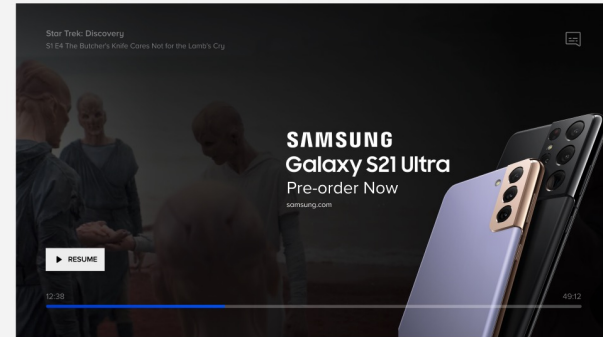 Star Trek: Discovery
S1 E4 The Butcher's Knife Cares Not for the Lamb's Cry
SAMSUNG
Galaxy S21 Ultra
Pre-order Now
samsung.com
RESUME
12:38
49:12